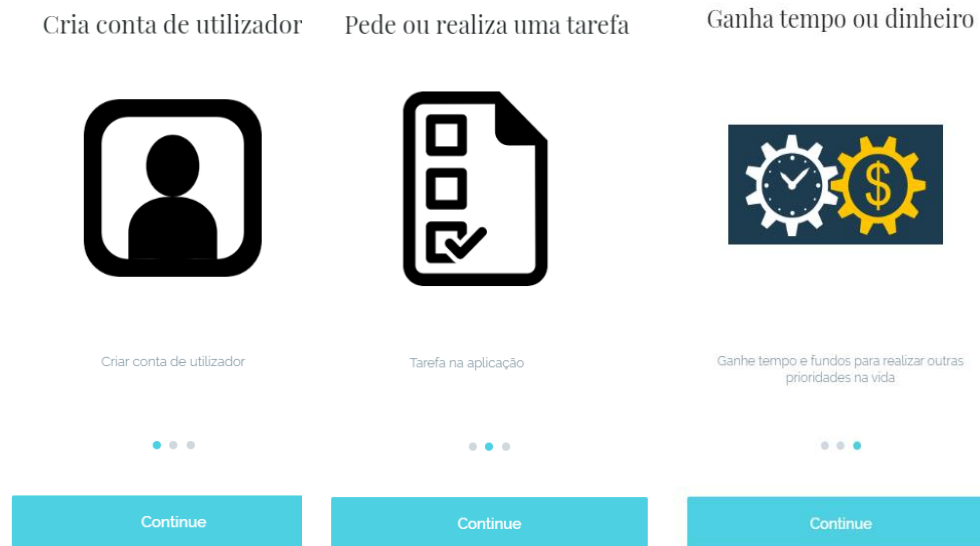 Cria conta de utilizador
Criar conta de utilizador
Continue
Pede ou realiza uma tarefa
Tarefa na aplicação
Continue
Ganha tempo ou dinheiro
$
Ganhe tempo e fundos para realizar outras
prioridades na vida
Continue